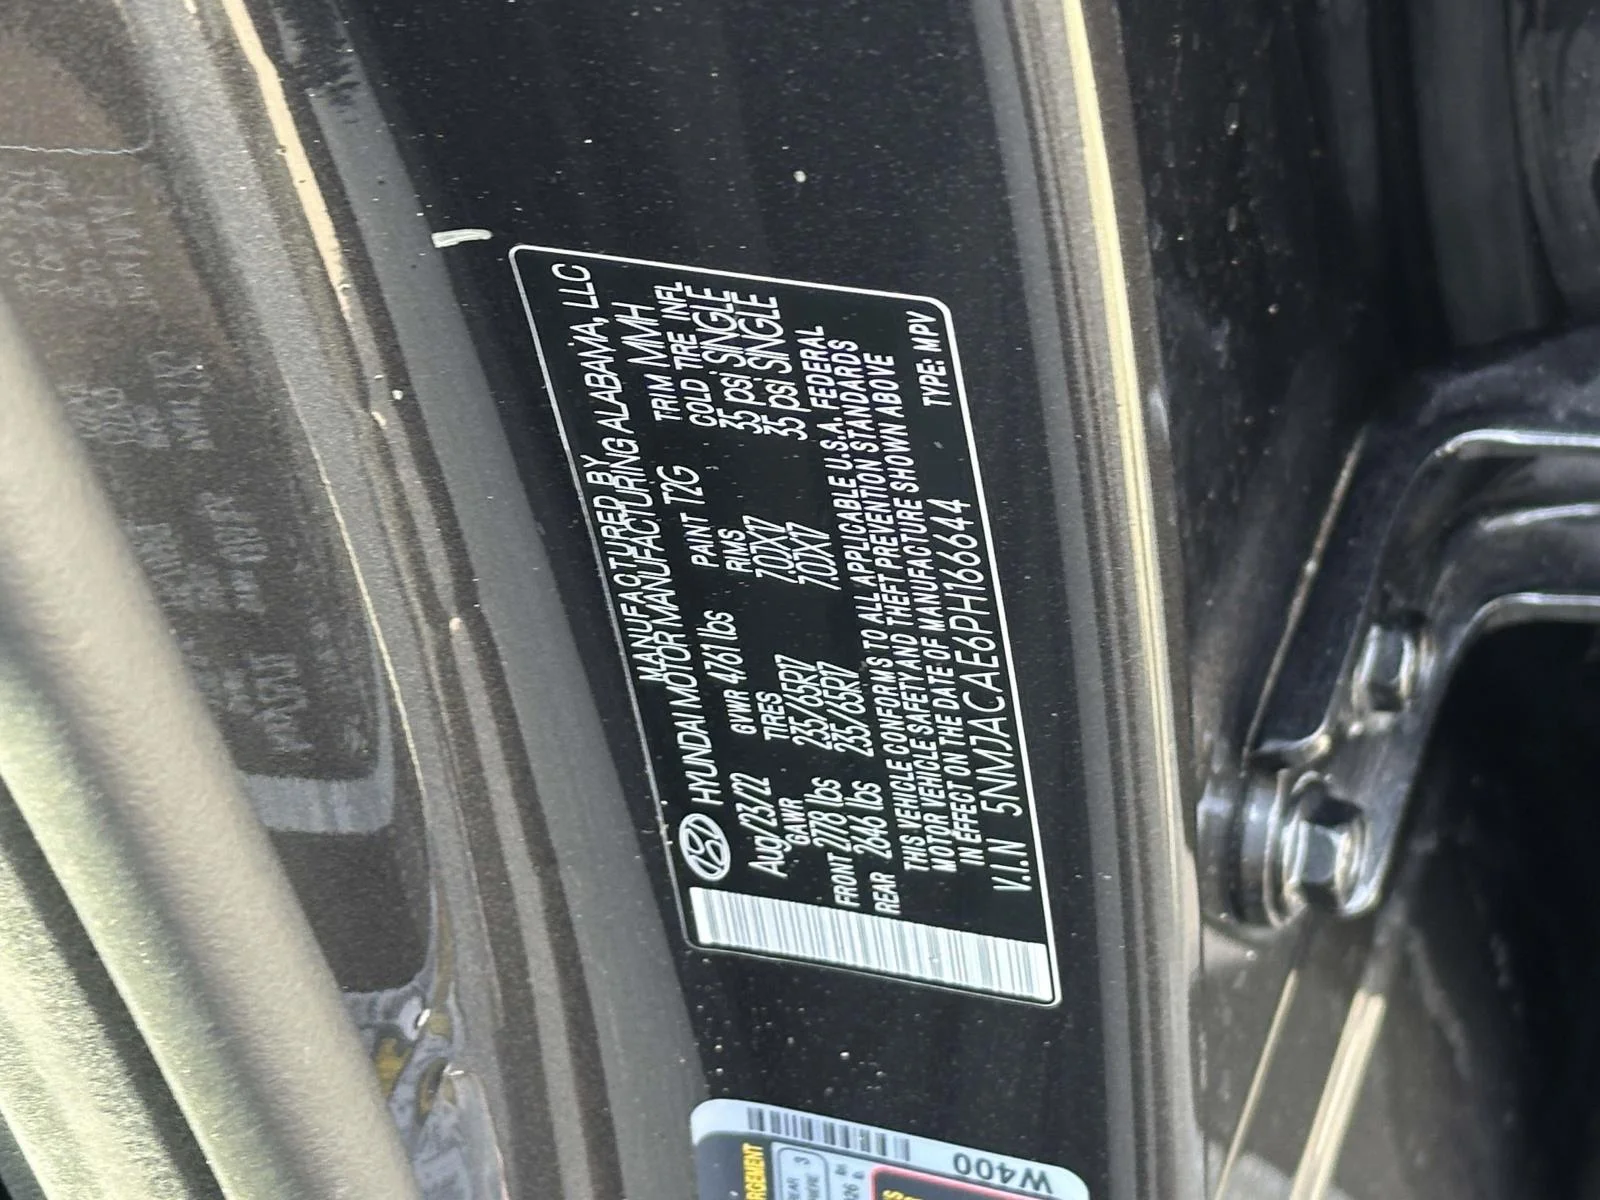 MANUFACTURED BY
HYUNDAI MOTOR MANUFACTURING ALABAMA, LLC
Aug/23/22 GVWR 4761 lbs PAINT T2G TRIM MMH
GAWR TIRES RIMS COLD TIRE INFL
FRONT 2778 lbs 235/65R17 7.0JX17 35 psi SINGLE
REAR 2646 lbs 235/65R17 7.0JX17 35 psi SINGLE
THIS VEHICLE CONFORMS TO ALL APPLICABLE U.S.A. FEDERAL
MOTOR VEHICLE SAFETY AND THEFT PREVENTION STANDARDS
IN EFFECT ON THE DATE OF MANUFACTURE SHOWN ABOVE
V.I.N 5NMJACAE6PH166644 TYPE: MPV
W400